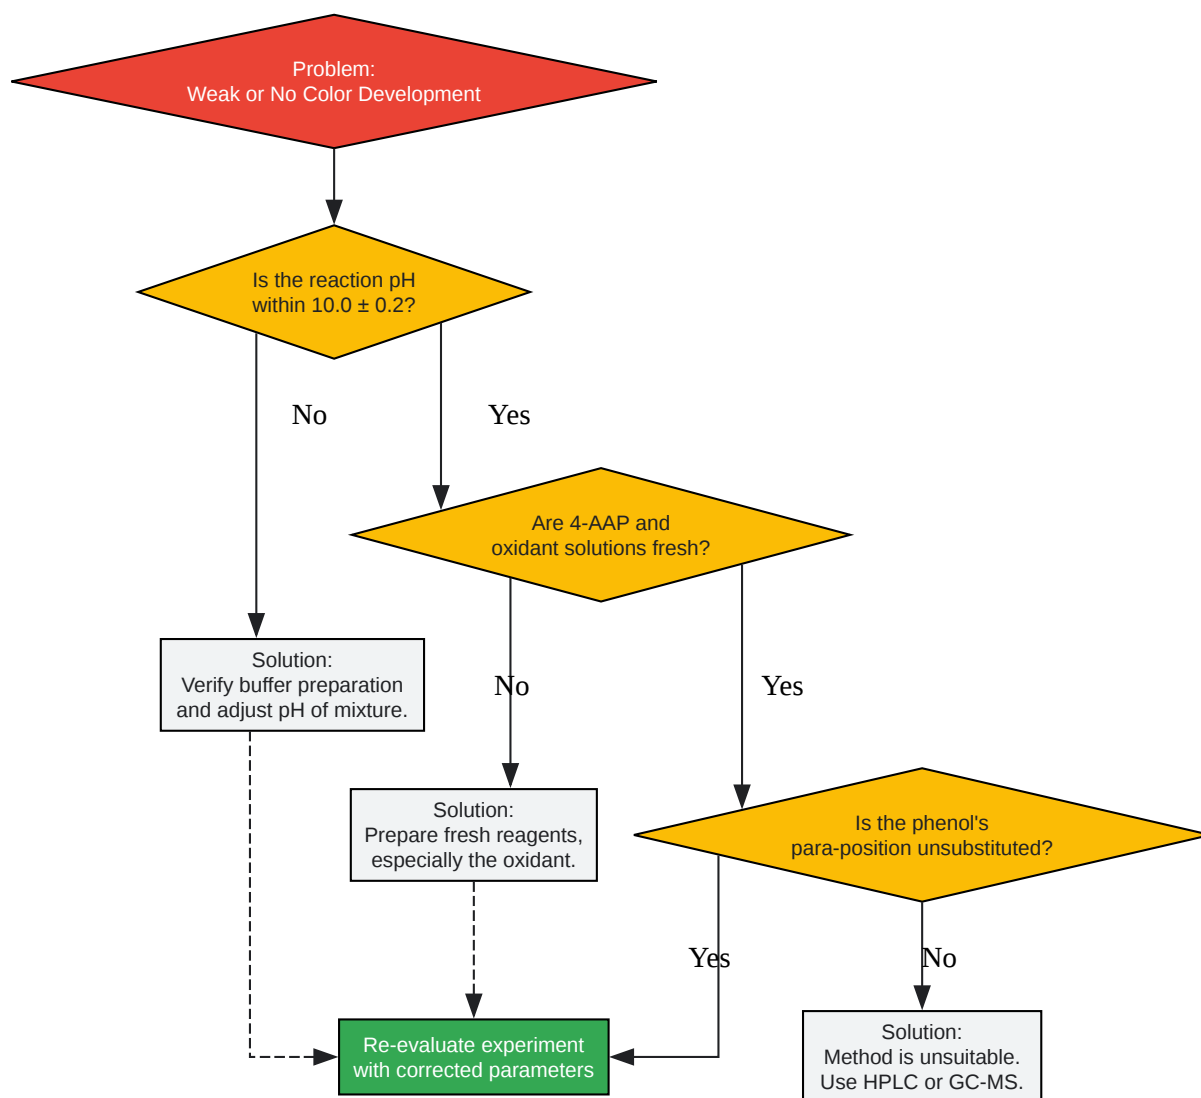 Problem:
Weak or No Color Development
Is the reaction pH
within 10.0 ± 0.2?
No
Yes
Are 4-AAP and
oxidant solutions fresh?
Solution:
Verify buffer preparation
and adjust pH of mixture.
No
Yes
Solution:
Prepare fresh reagents,
especially the oxidant.
Is the phenol's
para-position unsubstituted?
Yes
No
Re-evaluate experiment
with corrected parameters
Solution:
Method is unsuitable.
Use HPLC or GC-MS.